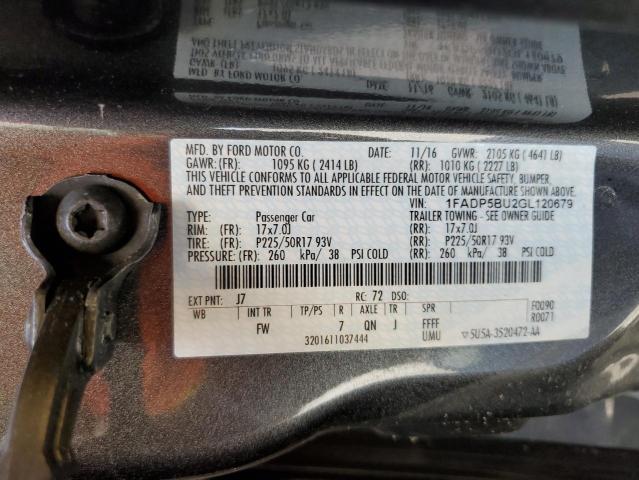 MFD. BY FORD MOTOR CO. DATE: 11/16 GVWR: 2105 KG ( 4641 LB)
GAWR: (FR): 1095 KG ( 2414 LB) (RR): 1010 KG ( 2227 LB)
THIS VEHICLE CONFORMS TO ALL APPLICABLE FEDERAL MOTOR VEHICLE SAFETY, BUMPER,
AND THEFT PREVENTION STANDARDS IN EFFECT ON THE DATE OF MANUFACTURE SHOWN ABOVE.
VIN: 1FADP5BU2GL120679
TYPE: Passenger Car TRAILER TOWING - SEE OWNER GUIDE
RIM: (FR) 17x7.0J (RR): 17x7.0J
TIRE: (FR) P225/50R17 93V (RR): P225/50R17 93V
PRESSURE: (FR) 260 kPa/ 38 PSI COLD (RR): 260 kPa/ 38 PSI COLD
EXT PNT: J7 RC: 72 DSO:
WB INT TR TP/PS R AXLE TR SPR F0090
FW 7 QN J FFFF R0071
3201611037444 UMU 5U5A-3520472-AA